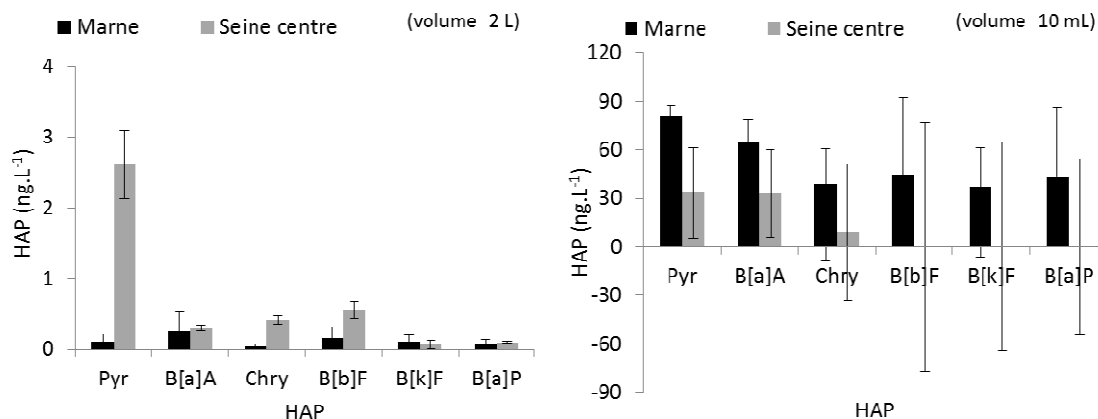 Marne
Seine centre
(volume 2 L)
HAP (ng.L-1)
4
3
2
1
0
Pyr
B[a]A
Chry
B[b]F
B[k]F
B[a]P
HAP
Marne
Seine centre
(volume 10 mL)
HAP (ng.L-1)
120
90
60
30
0
-30
-60
-90
Pyr
B[a]A
Chry
B[b]F
B[k]F
B[a]P
HAP